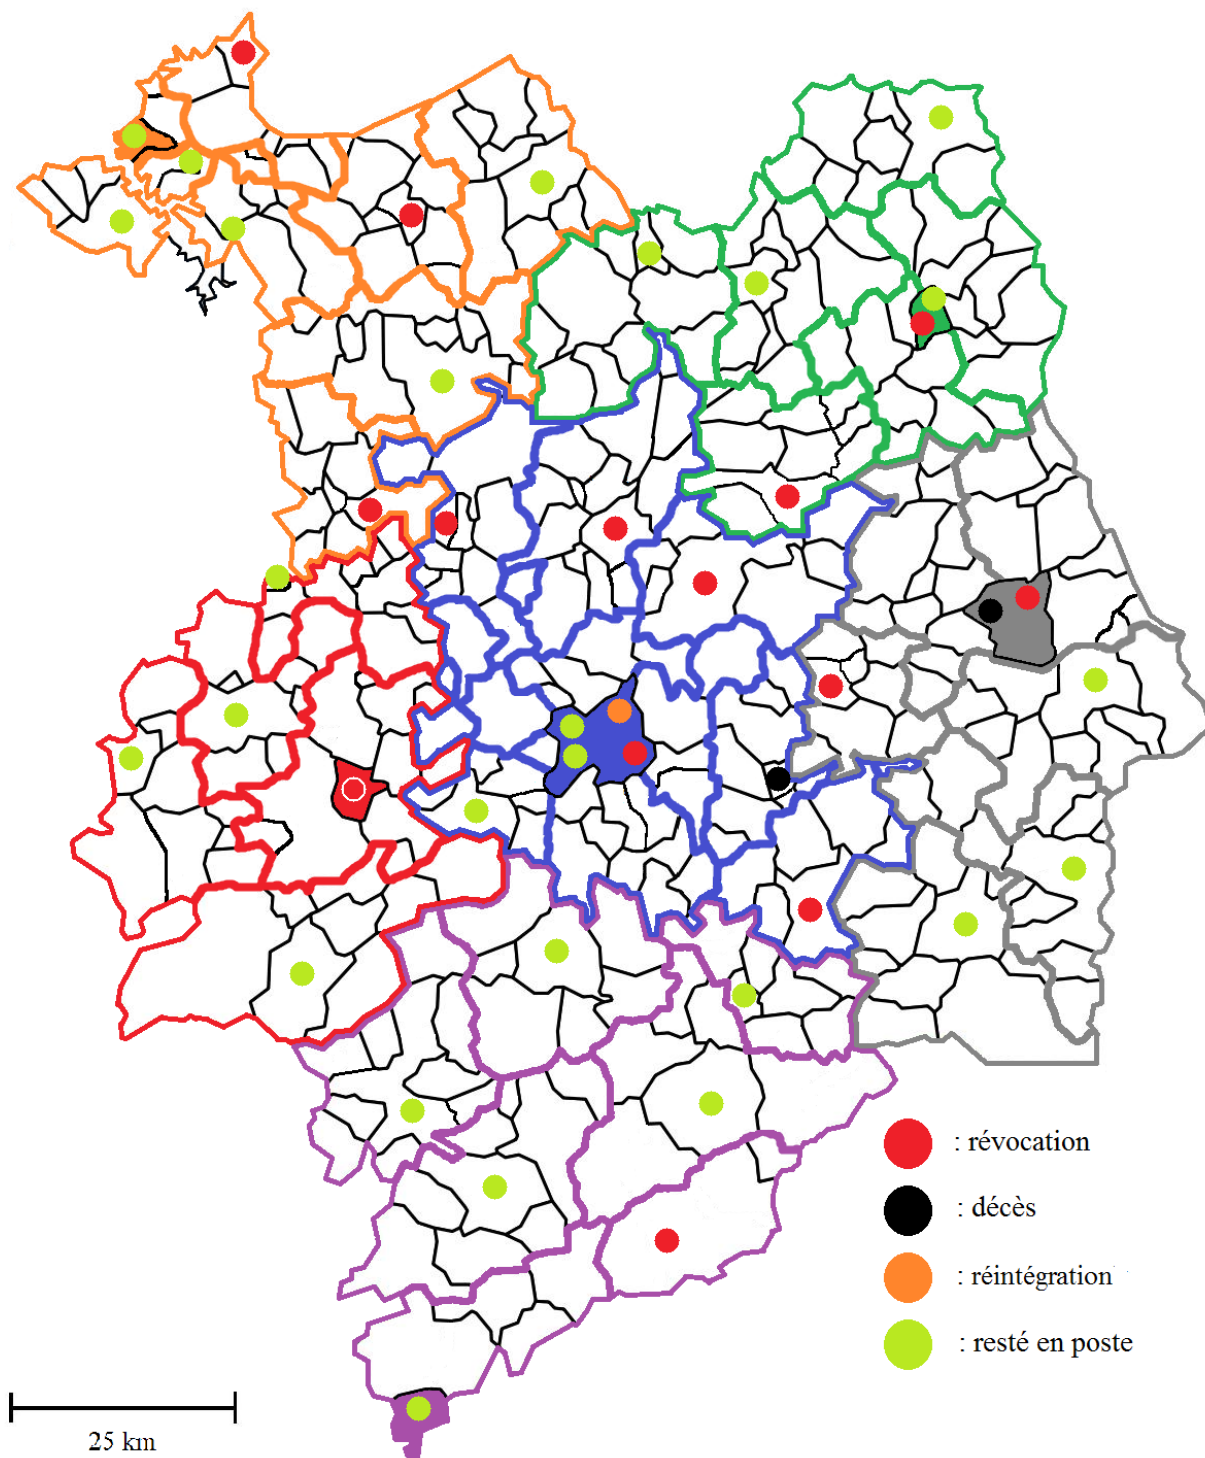 : révocation
: décès
: réintégration
: resté en poste
25 km